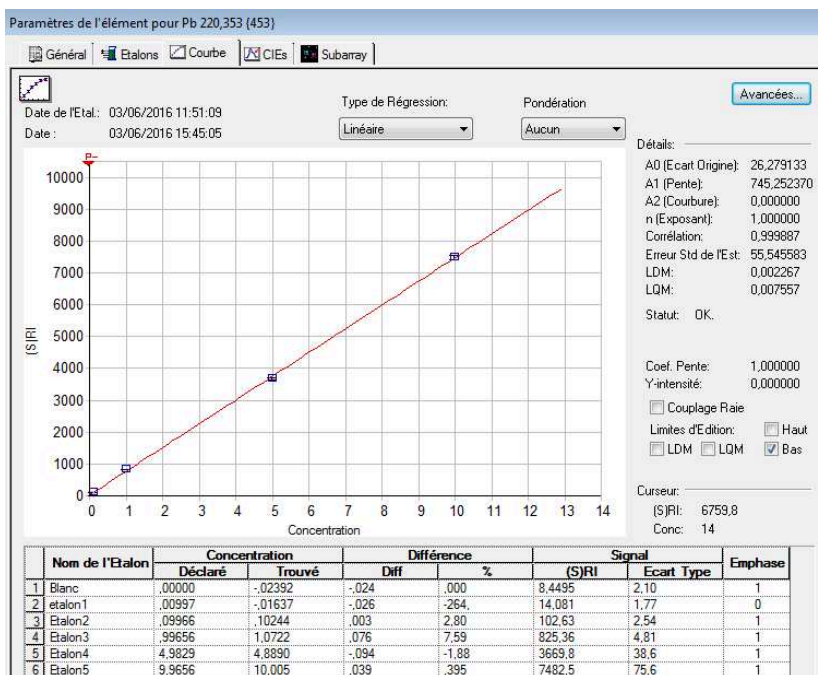 Paramètres de l'élément pour Pb 220,353 {453}
Général Etalons Courbe CIEs Subarray
Date de l'Etal.: 03/06/2016 11:51:09
Date : 03/06/2016 15:45:05
Type de Régression:
Linéaire
Pondération
Aucun
Avancées...
Détails:
A0 (Ecart Origine): 26,279133
A1 (Pente): 745,252370
A2 (Courbure): 0,000000
n (Exposant): 1,000000
Corrélation: 0,999887
Erreur Std de l'Est: 55,545583
LDM: 0,002267
LQM: 0,007557
Statut: OK.
Coef. Pente: 1,000000
Y-intensité: 0,000000
Couplage Raie
Limites d'Edition: Haut
LDM LQM Bas
Curseur:
(S)RI: 6759,8
Conc: 14
P-
10000
9000
8000
7000
6000
5000
4000
3000
2000
1000
0
(S)RI
0 1 2 3 4 5 6 7 8 9 10 11 12 13 14
Concentration
Nom de l'Etalon Concentration Différence Signal Emphase
Déclaré Trouvé Diff % (S)RI Ecart Type
1 Blanc ,00000 -,02392 -,024 ,000 8,4495 2,10 1
2 etalon1 ,00997 -,01637 -,026 -264, 14,081 1,77 0
3 Etalon2 ,09966 ,10244 ,003 2,80 102,63 2,54 1
4 Etalon3 ,99656 1,0722 ,076 7,59 825,36 4,81 1
5 Etalon4 4,9829 4,8890 -,094 -1,88 3669,8 38,6 1
6 Etalon5 9,9656 10,005 ,039 ,395 7482,5 75,6 1